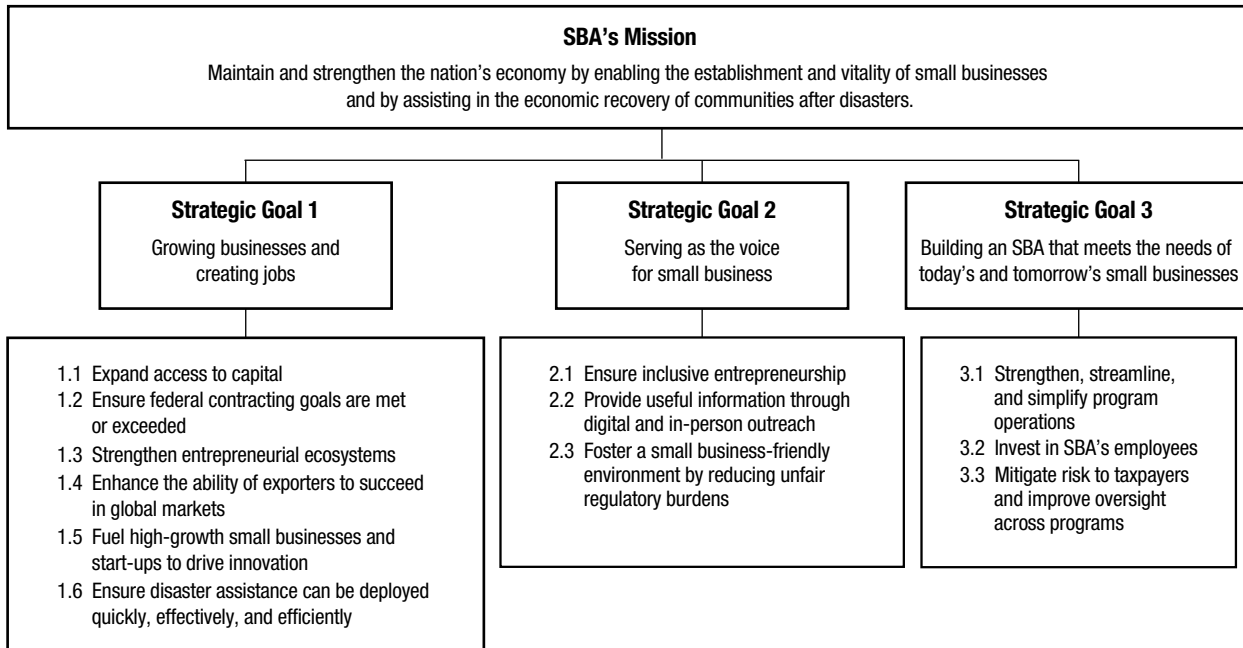 SBA’s Mission
Maintain and strengthen the nation’s economy by enabling the establishment and vitality of small businesses
and by assisting in the economic recovery of communities after disasters.
Strategic Goal 1
Growing businesses and
creating jobs
Strategic Goal 2
Serving as the voice
for small business
Strategic Goal 3
Building an SBA that meets the needs of
today’s and tomorrow’s small businesses
1.1 Expand access to capital
1.2 Ensure federal contracting goals are met
or exceeded
1.3 Strengthen entrepreneurial ecosystems
1.4 Enhance the ability of exporters to succeed
in global markets
1.5 Fuel high-growth small businesses and
start-ups to drive innovation
1.6 Ensure disaster assistance can be deployed
quickly, effectively, and efficiently
2.1 Ensure inclusive entrepreneurship
2.2 Provide useful information through
digital and in-person outreach
2.3 Foster a small business-friendly
environment by reducing unfair
regulatory burdens
3.1 Strengthen, streamline,
and simplify program
operations
3.2 Invest in SBA’s employees
3.3 Mitigate risk to taxpayers
and improve oversight
across programs